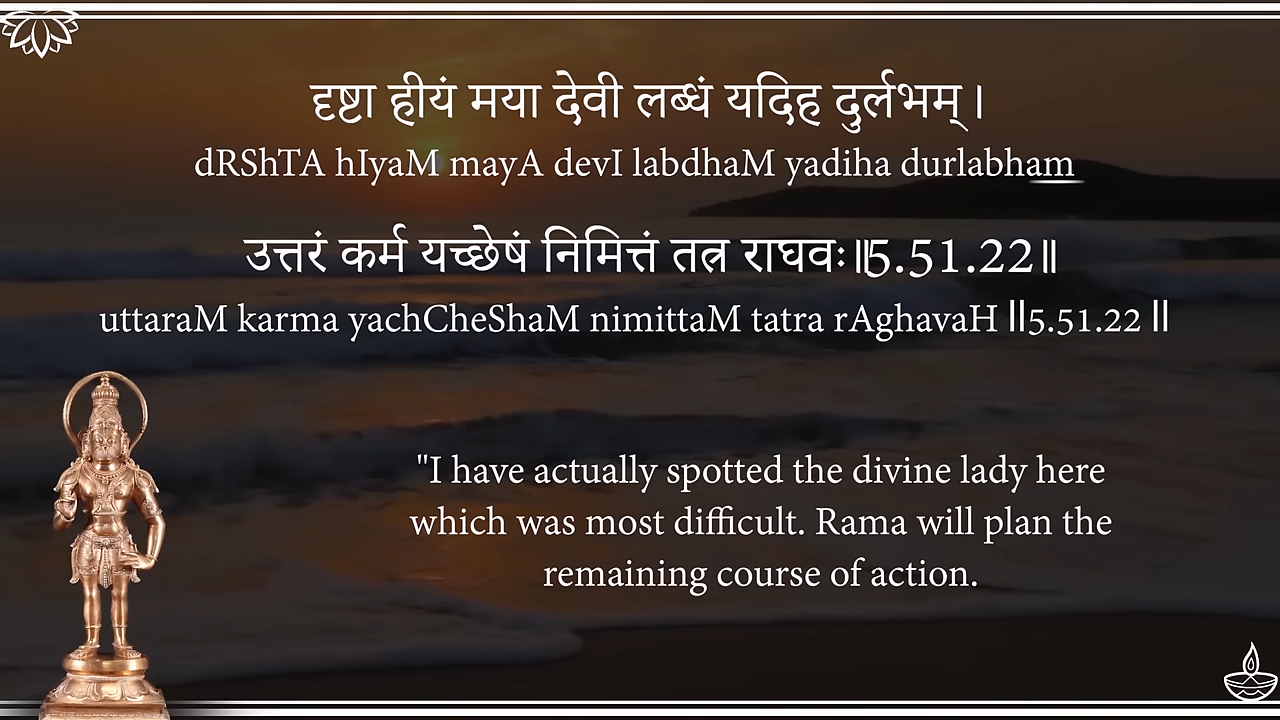 दृष्टा हीयं मया देवी लब्धं यदिह दुर्लभम्।
dRShTA hIyaM mayA devI labdhaM yadiha durlabham
उत्तरं कर्म यच्छेषं निमित्तं तत्र राघवः॥5.51.22॥
uttaraM karma yachCheShaM nimittaM tatra rAghavaH ॥5.51.22 ॥
"I have actually spotted the divine lady here
which was most difficult. Rama will plan the
remaining course of action.